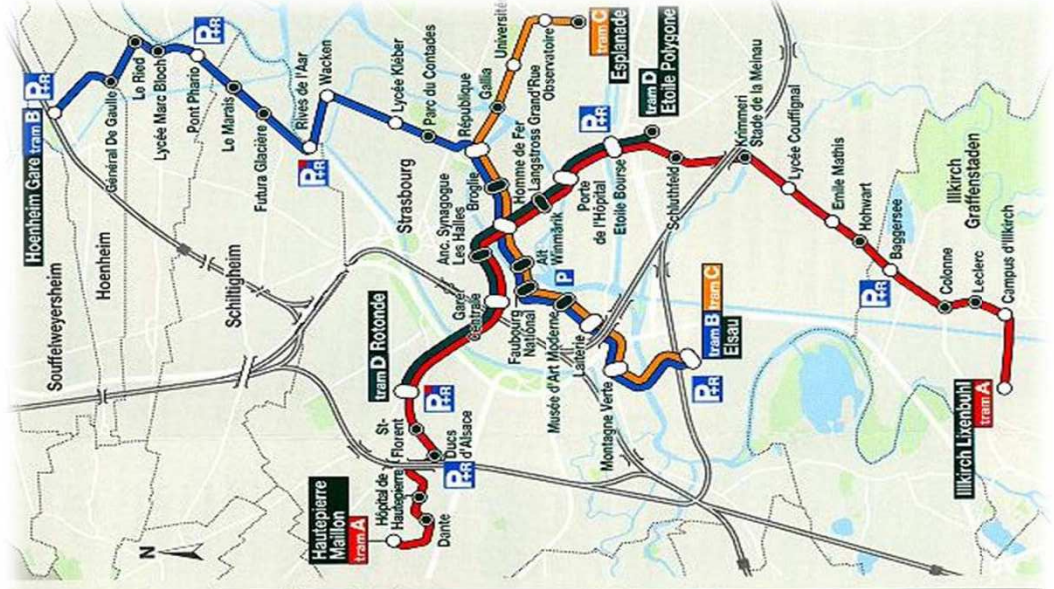 Hoenheim Gare tram B
P+R
Général De Gaulle
Le Ried
Lycée Marc Bloch
Pont Phario
P+R
Le Marais
Futura Glacière
Rives de l'Aar
P+R
Wacken
Lycée Kléber
Parc du Contades
République
Gallia
Université
Observatoire
tram C
Esplanade
tram D
Etoile Polygone
P+R
Souffelweyersheim
Hoenheim
Schiltigheim
Strasbourg
Broglie
Homme de Fer
Langstross Grand'Rue
Anc. Synagogue
Les Halles
Gare
Centrale
Alt
Winmärik
P
Porte
de l'Hôpital
Etoile Bourse
Schluthfeld
Krimmeri
Stade de la Meinau
Lycée Couffignal
Emile Mathis
Hohwart
Baggersee
P+R
Colonne
Leclerc
Campus d'Illkirch
Illkirch
Graffenstaden
Illkirch Lixenbuhl
tram A
Faubourg
National
Musée d'Art Moderne
Laiterie
Montagne Verte
P+R
tram B tram C
Elsau
tram D Rotonde
P+R
St-
Florent
Ducs
d'Alsace
P+R
Hôpital de
Hautepierre
Dante
Hautepierre
Maillon
tram A
N